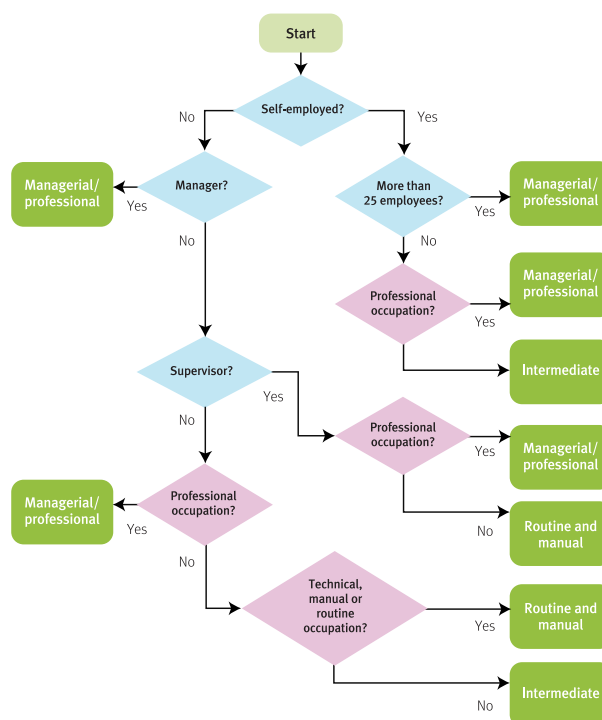 Start
Self-employed?
No
Yes
Managerial/
professional
Yes
Manager?
No
More than
25 employees?
Yes
No
Managerial/
professional
Professional
occupation?
Yes
Managerial/
professional
Intermediate
Supervisor?
Yes
No
Professional
occupation?
Yes
No
Managerial/
professional
Routine and
manual
Managerial/
professional
Yes
Professional
occupation?
No
Technical,
manual or
routine
occupation?
Yes
No
Routine and
manual
Intermediate